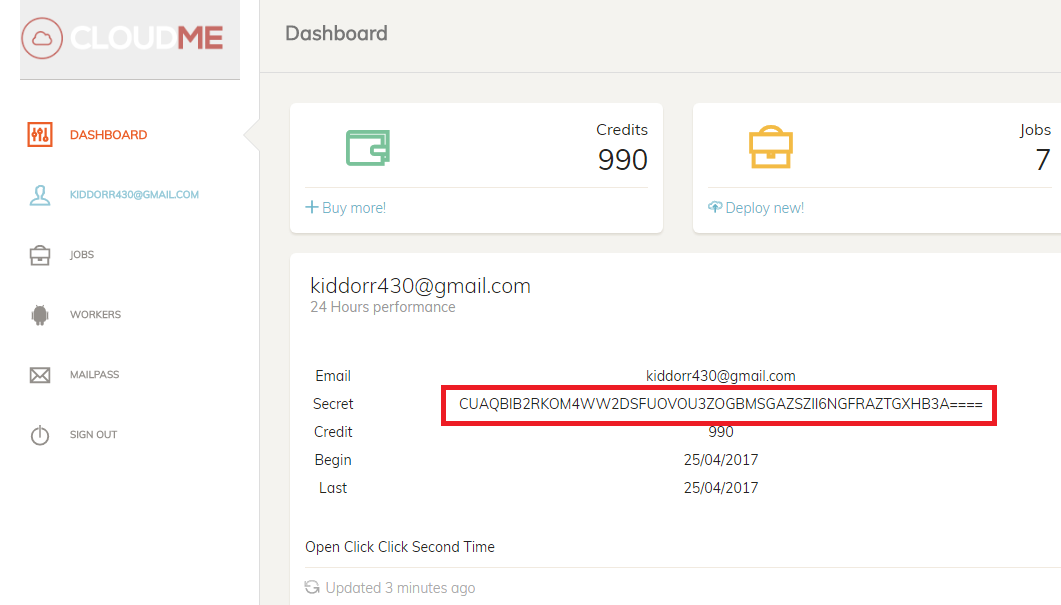 CLOUDME
Dashboard
DASHBOARD
KIDDORR430@GMAIL.COM
JOBS
WORKERS
MAILPASS
SIGN OUT
Credits
990
+ Buy more!
Jobs
7
Deploy new!
kiddorr430@gmail.com
24 Hours performance
Email kiddorr430@gmail.com
Secret CUAQBIB2RKOM4WW2DSFUOVOU3ZOGBMSGAZSZII6NGFRAZTGXHB3A====
Credit 990
Begin 25/04/2017
Last 25/04/2017
Open Click Click Second Time
Updated 3 minutes ago